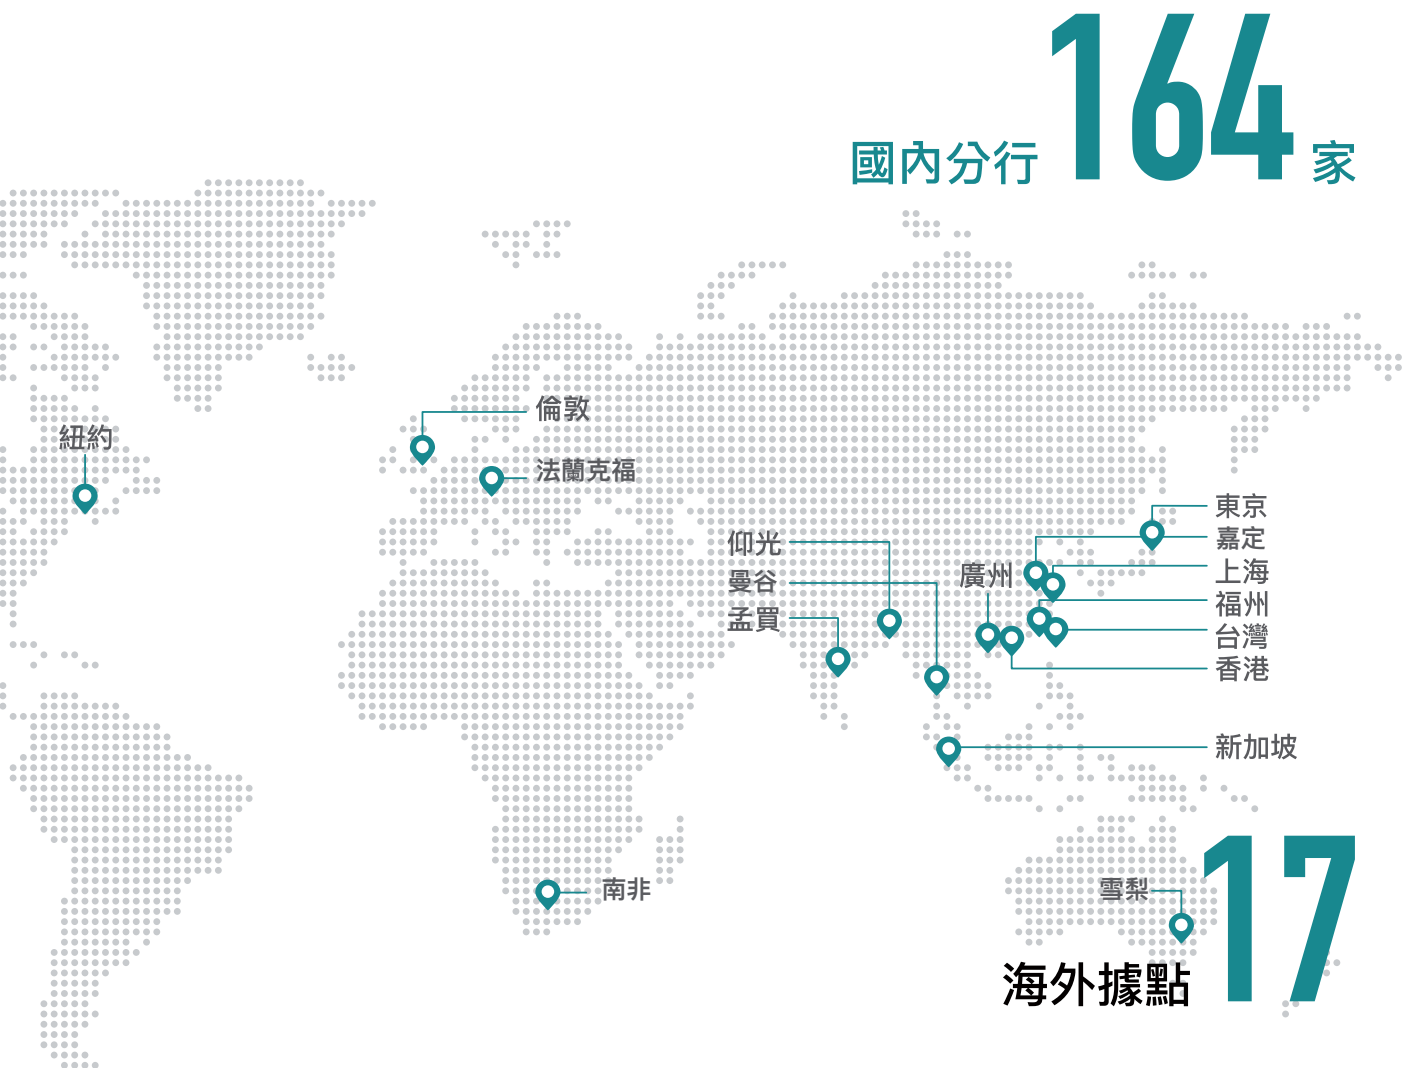 國內分行 164 家
倫敦
紐約
法蘭克福
東京
仰光
嘉定
廣州
上海
曼谷
福州
孟買
台灣
香港
新加坡
南非
雪梨
海外據點 17